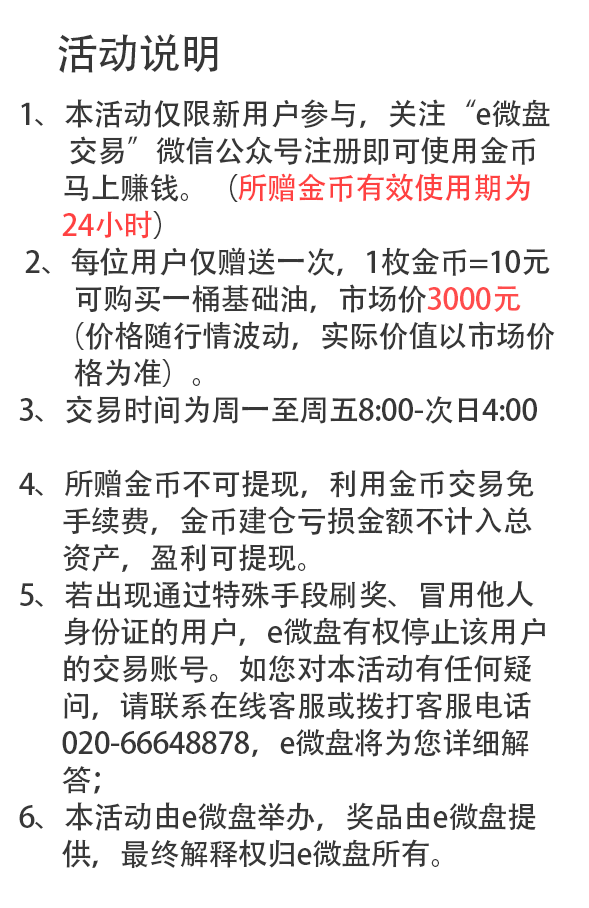 活动说明
1、本活动仅限新用户参与，关注“e微盘
交易”微信公众号注册即可使用金币
马上赚钱。（所赠金币有效使用期为
24小时）
2、每位用户仅赠送一次，1枚金币=10元
可购买一桶基础油，市场价3000元
（价格随行情波动，实际价值以市场价
格为准）。
3、交易时间为周一至周五8:00-次日4:00
4、所赠金币不可提现，利用金币交易免
手续费，金币建仓亏损金额不计入总
资产，盈利可提现。
5、若出现通过特殊手段刷奖、冒用他人
身份证的用户，e微盘有权停止该用户
的交易账号。如您对本活动有任何疑
问，请联系在线客服或拨打客服电话
020-66648878，e微盘将为您详细解
答；
6、本活动由e微盘举办，奖品由e微盘提
供，最终解释权归e微盘所有。